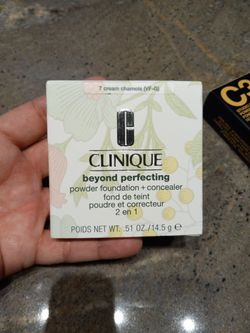 7 cream chamois (VF-G)
C
CLINIQUE
beyond perfecting
powder foundation + concealer
fond de teint
poudre et correcteur
2 en 1
POIDS NET WT. .51 OZ/14.5 g ℮
3